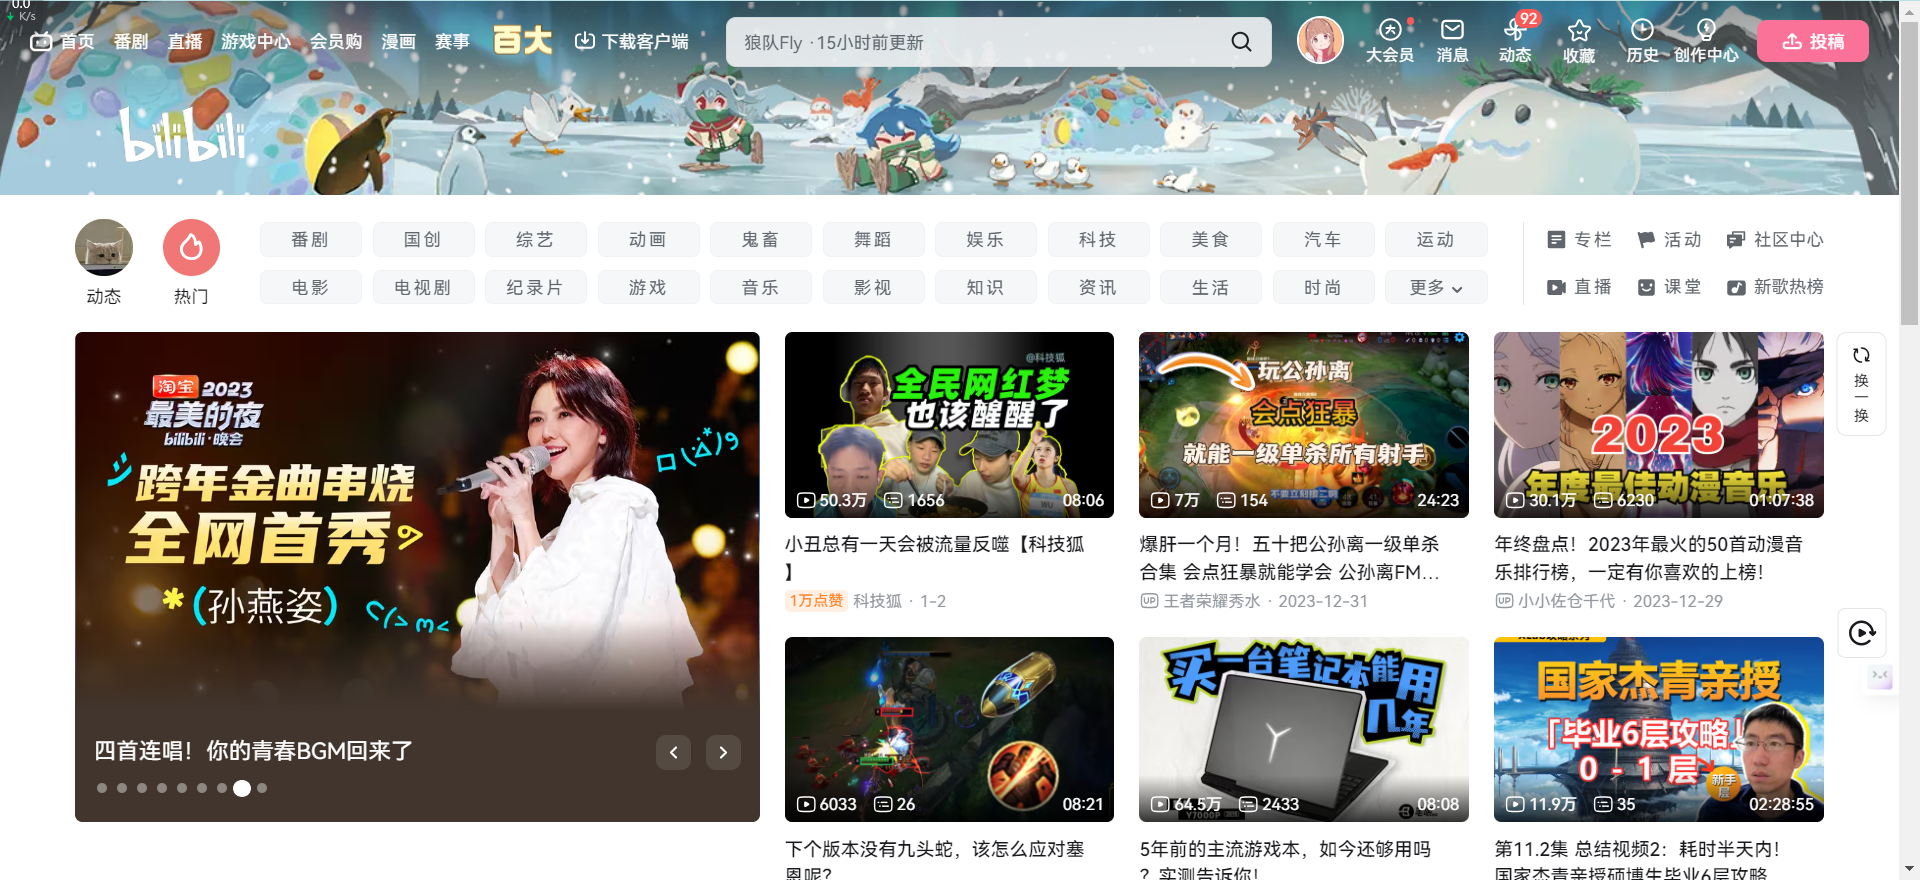 0.0
K/s
首页 番剧 直播 游戏中心 会员购 漫画 赛事 百大 下载客户端
狼队Fly ·15小时前更新
大会员 消息 92 动态 收藏 历史 创作中心 投稿
bilibili
动态 热门
番剧 国创 综艺 动画 鬼畜 舞蹈 娱乐 科技 美食 汽车 运动
专栏 活动 社区中心
电影 电视剧 纪录片 游戏 音乐 影视 知识 资讯 生活 时尚 更多
直播 课堂 新歌热榜
淘宝 2023
最美的夜
bilibili·晚会
跨年金曲串烧
全网首秀
(孙燕姿)
四首连唱！你的青春BGM回来了
@科技狐
全民网红梦
也该醒醒了
WU
50.3万 1656 08:06
小丑总有一天会被流量反噬【科技狐
】
1万点赞 科技狐 · 1-2
玩公孙离
会点狂暴
就能一级单杀所有射手
7万 154 24:23
爆肝一个月！五十把公孙离一级单杀
合集 会点狂暴就能学会 公孙离FM...
UP 王者荣耀秀水 · 2023-12-31
2023
年度最佳动漫音乐
30.1万 6230 01:07:38
年终盘点！2023年最火的50首动漫音
乐排行榜，一定有你喜欢的上榜！
UP 小小佐仓千代 · 2023-12-29
换
一
换
6033 26 08:21
下个版本没有九头蛇，该怎么应对塞
恩呢？
买一台笔记本能用
几年
Y7000P
64.5万 2433 08:08
5年前的主流游戏本，如今还够用吗
？实测告诉你！
国家杰青亲授
「毕业6层攻略」
0 - 1 层
新手
层
11.9万 35 02:28:55
第11.2集 总结视频2：耗时半天内！
国家杰青亲授硕博生毕业6层攻略